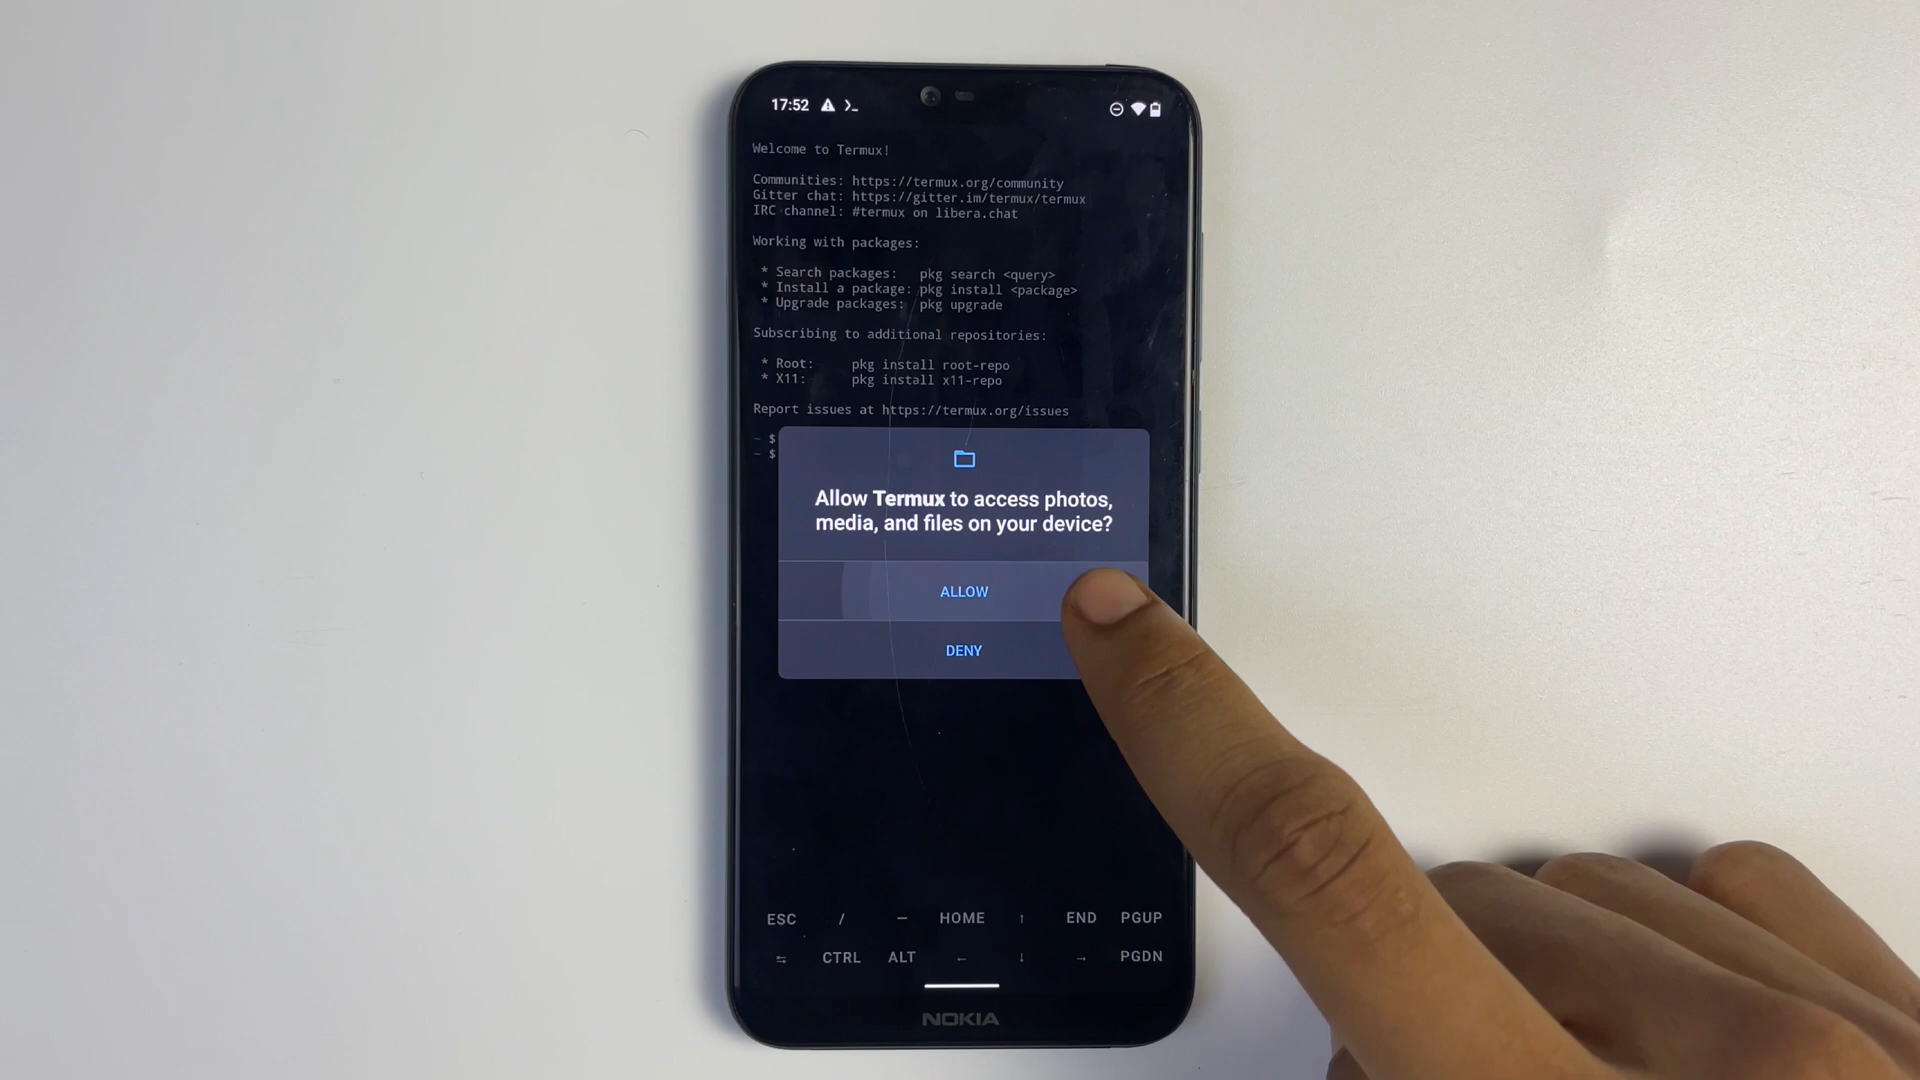 17:52
Welcome to Termux!
Communities: https://termux.org/community
Gitter chat: https://gitter.im/termux/termux
IRC channel: #termux on libera.chat
Working with packages:
* Search packages: pkg search <query>
* Install a package: pkg install <package>
* Upgrade packages: pkg upgrade
Subscribing to additional repositories:
* Root: pkg install root-repo
* X11: pkg install x11-repo
Report issues at https://termux.org/issues
~ $
~ $
Allow Termux to access photos,
media, and files on your device?
ALLOW
DENY
ESC / — HOME ↑ END PGUP
⇆ CTRL ALT ← ↓ → PGDN
NOKIA